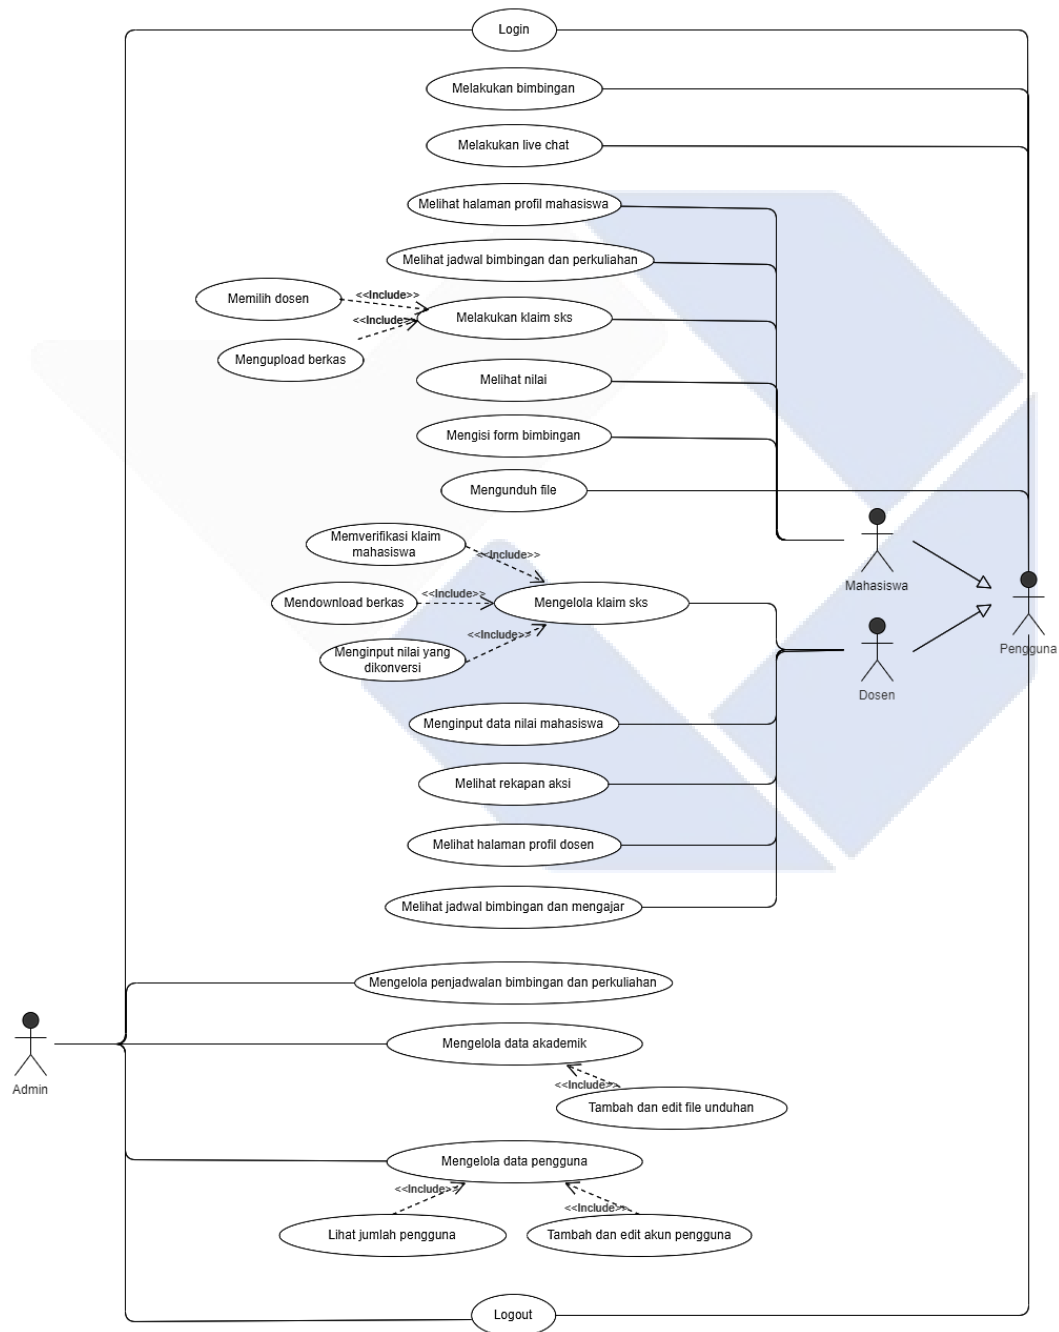 Login
Melakukan bimbingan
Melakukan live chat
Melihat halaman profil mahasiswa
Melihat jadwal bimbingan dan perkuliahan
Memilih dosen
<<Include>>
Melakukan klaim sks
<<Include>>
Mengupload berkas
Melihat nilai
Mengisi form bimbingan
Mengunduh file
Memverifikasi klaim
mahasiswa
<<Include>>
Mahasiswa
Mendownload berkas
<<Include>>
Mengelola klaim sks
<<Include>>
Menginput nilai yang
dikonversi
Pengguna
Dosen
Menginput data nilai mahasiswa
Melihat rekapan aksi
Melihat halaman profil dosen
Melihat jadwal bimbingan dan mengajar
Mengelola penjadwalan bimbingan dan perkuliahan
Mengelola data akademik
Admin
<<Include>>
Tambah dan edit file unduhan
Mengelola data pengguna
<<Include>>
<<Include>>
Lihat jumlah pengguna
Tambah dan edit akun pengguna
Logout